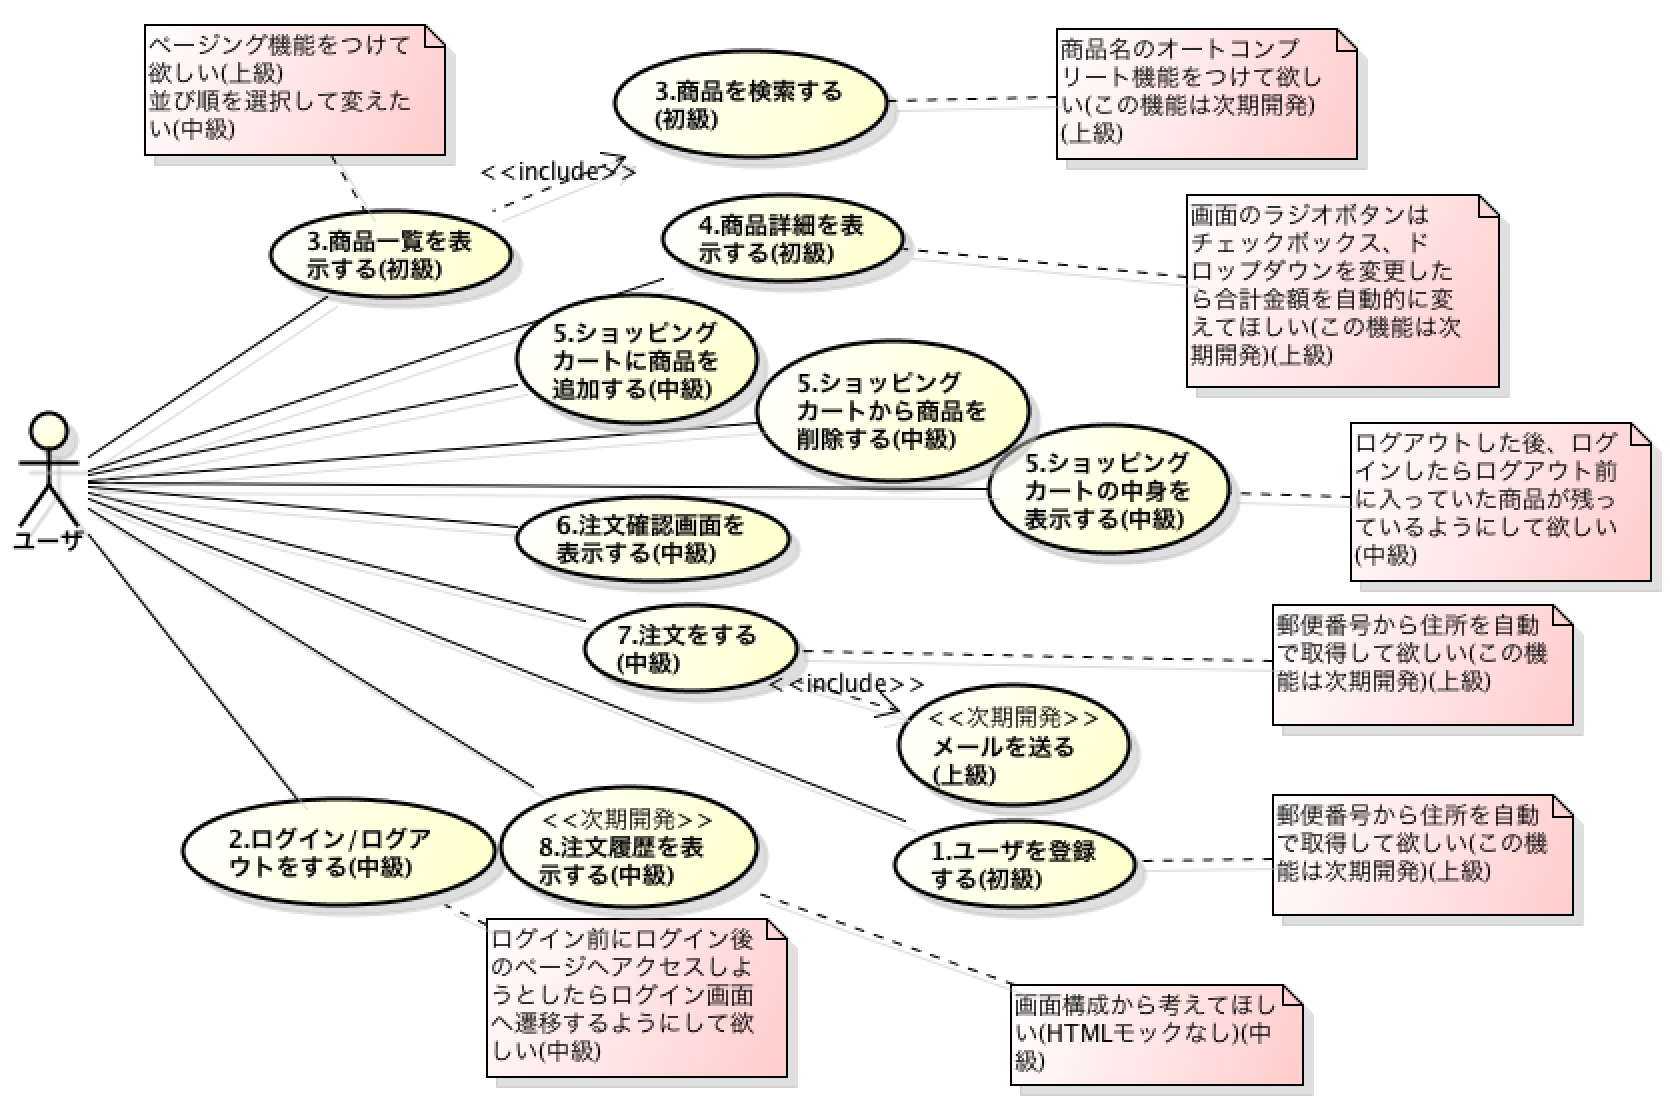 ページング機能をつけて
欲しい(上級)
並び順を選択して変えた
い(中級)
3.商品を検索する
(初級)
商品名のオートコンプ
リート機能をつけて欲し
い(この機能は次期開発)
(上級)
<<include>>
3.商品一覧を表
示する(初級)
4.商品詳細を表
示する(初級)
画面のラジオボタンは
チェックボックス、ド
ロップダウンを変更した
ら合計金額を自動的に変
えてほしい(この機能は次
期開発)(上級)
5.ショッピング
カートに商品を
追加する(中級)
5.ショッピング
カートから商品を
削除する(中級)
5.ショッピング
カートの中身を
表示する(中級)
ログアウトした後、ログ
インしたらログアウト前
に入っていた商品が残っ
ているようにして欲しい
(中級)
ユーザ
6.注文確認画面を
表示する(中級)
7.注文をする
(中級)
郵便番号から住所を自動
で取得して欲しい(この機
能は次期開発)(上級)
<<include>>
<<次期開発>>
メールを送る
(上級)
2.ログイン/ログア
ウトをする(中級)
<<次期開発>>
8.注文履歴を表
示する(中級)
1.ユーザを登録
する(初級)
郵便番号から住所を自動
で取得して欲しい(この機
能は次期開発)(上級)
ログイン前にログイン後
のページへアクセスしよ
うとしたらログイン画面
へ遷移するようにして欲
しい(中級)
画面構成から考えてほし
い(HTMLモックなし)(中
級)